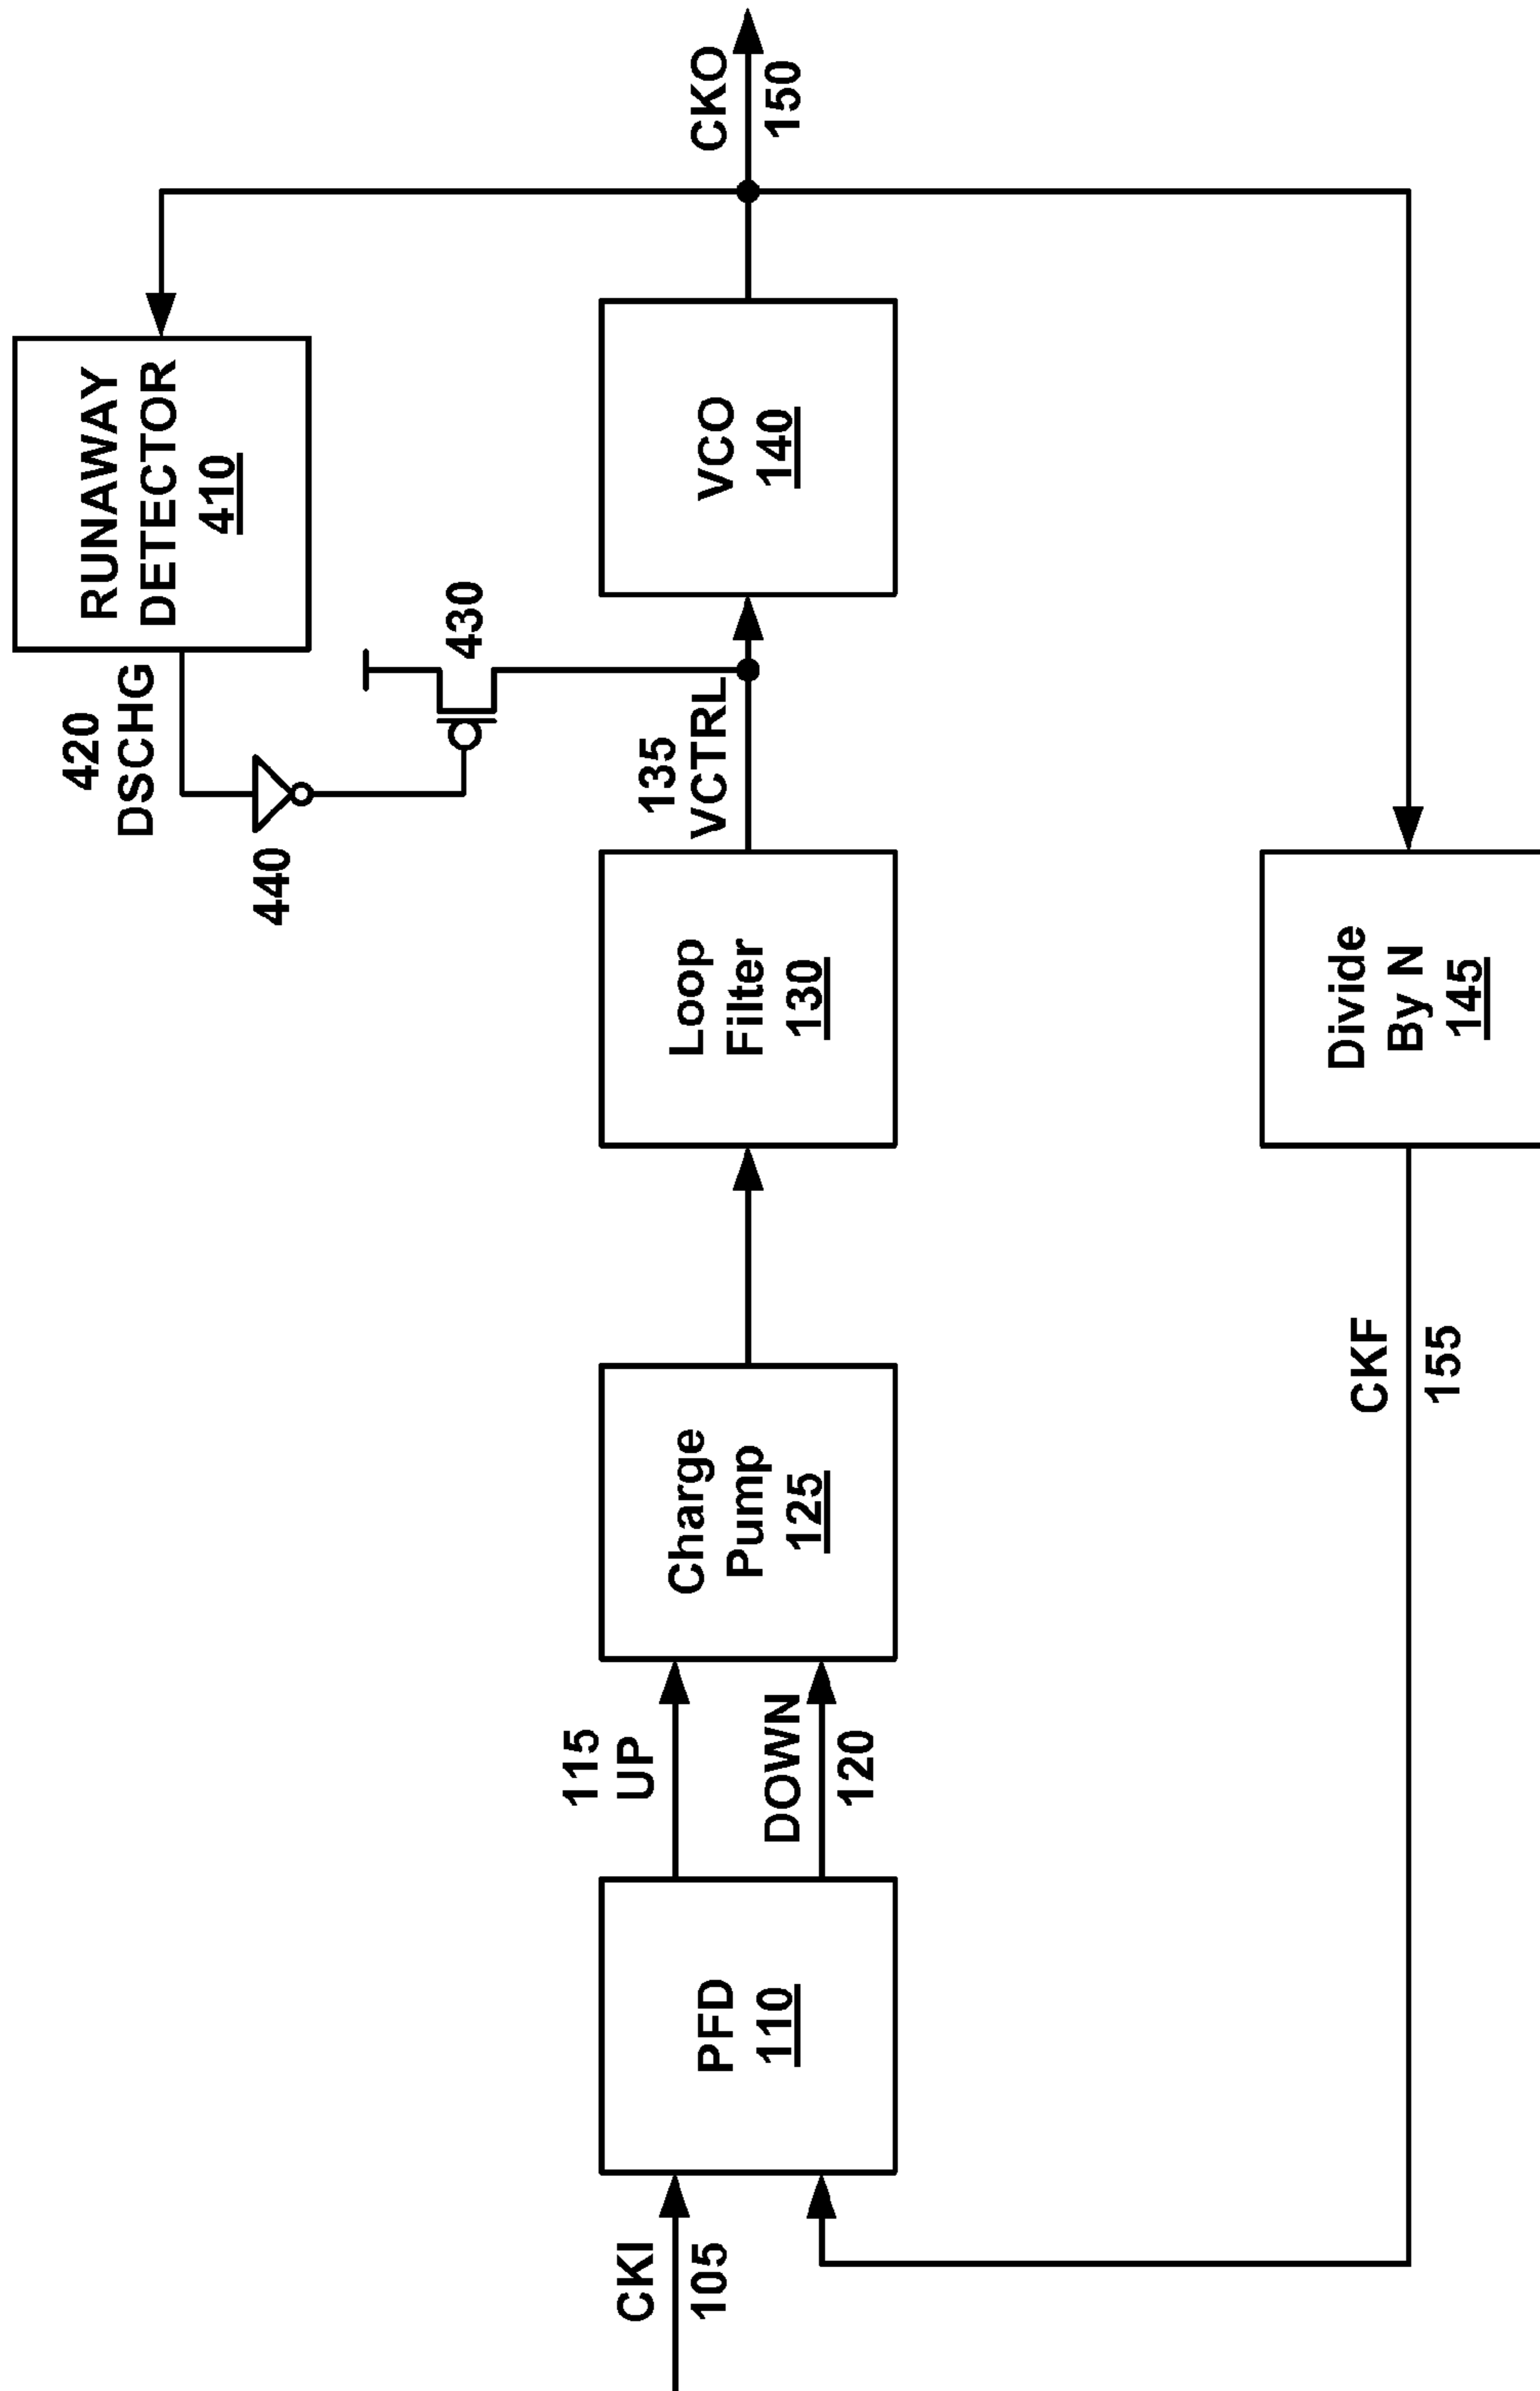 RUNAWAY
DETECTOR
410
420
DSCHG
440
430
CKI
105
PFD
110
115
UP
DOWN
120
Charge
Pump
125
Loop
Filter
130
135
VCTRL
VCO
140
CKO
150
Divide
By N
145
CKF
155